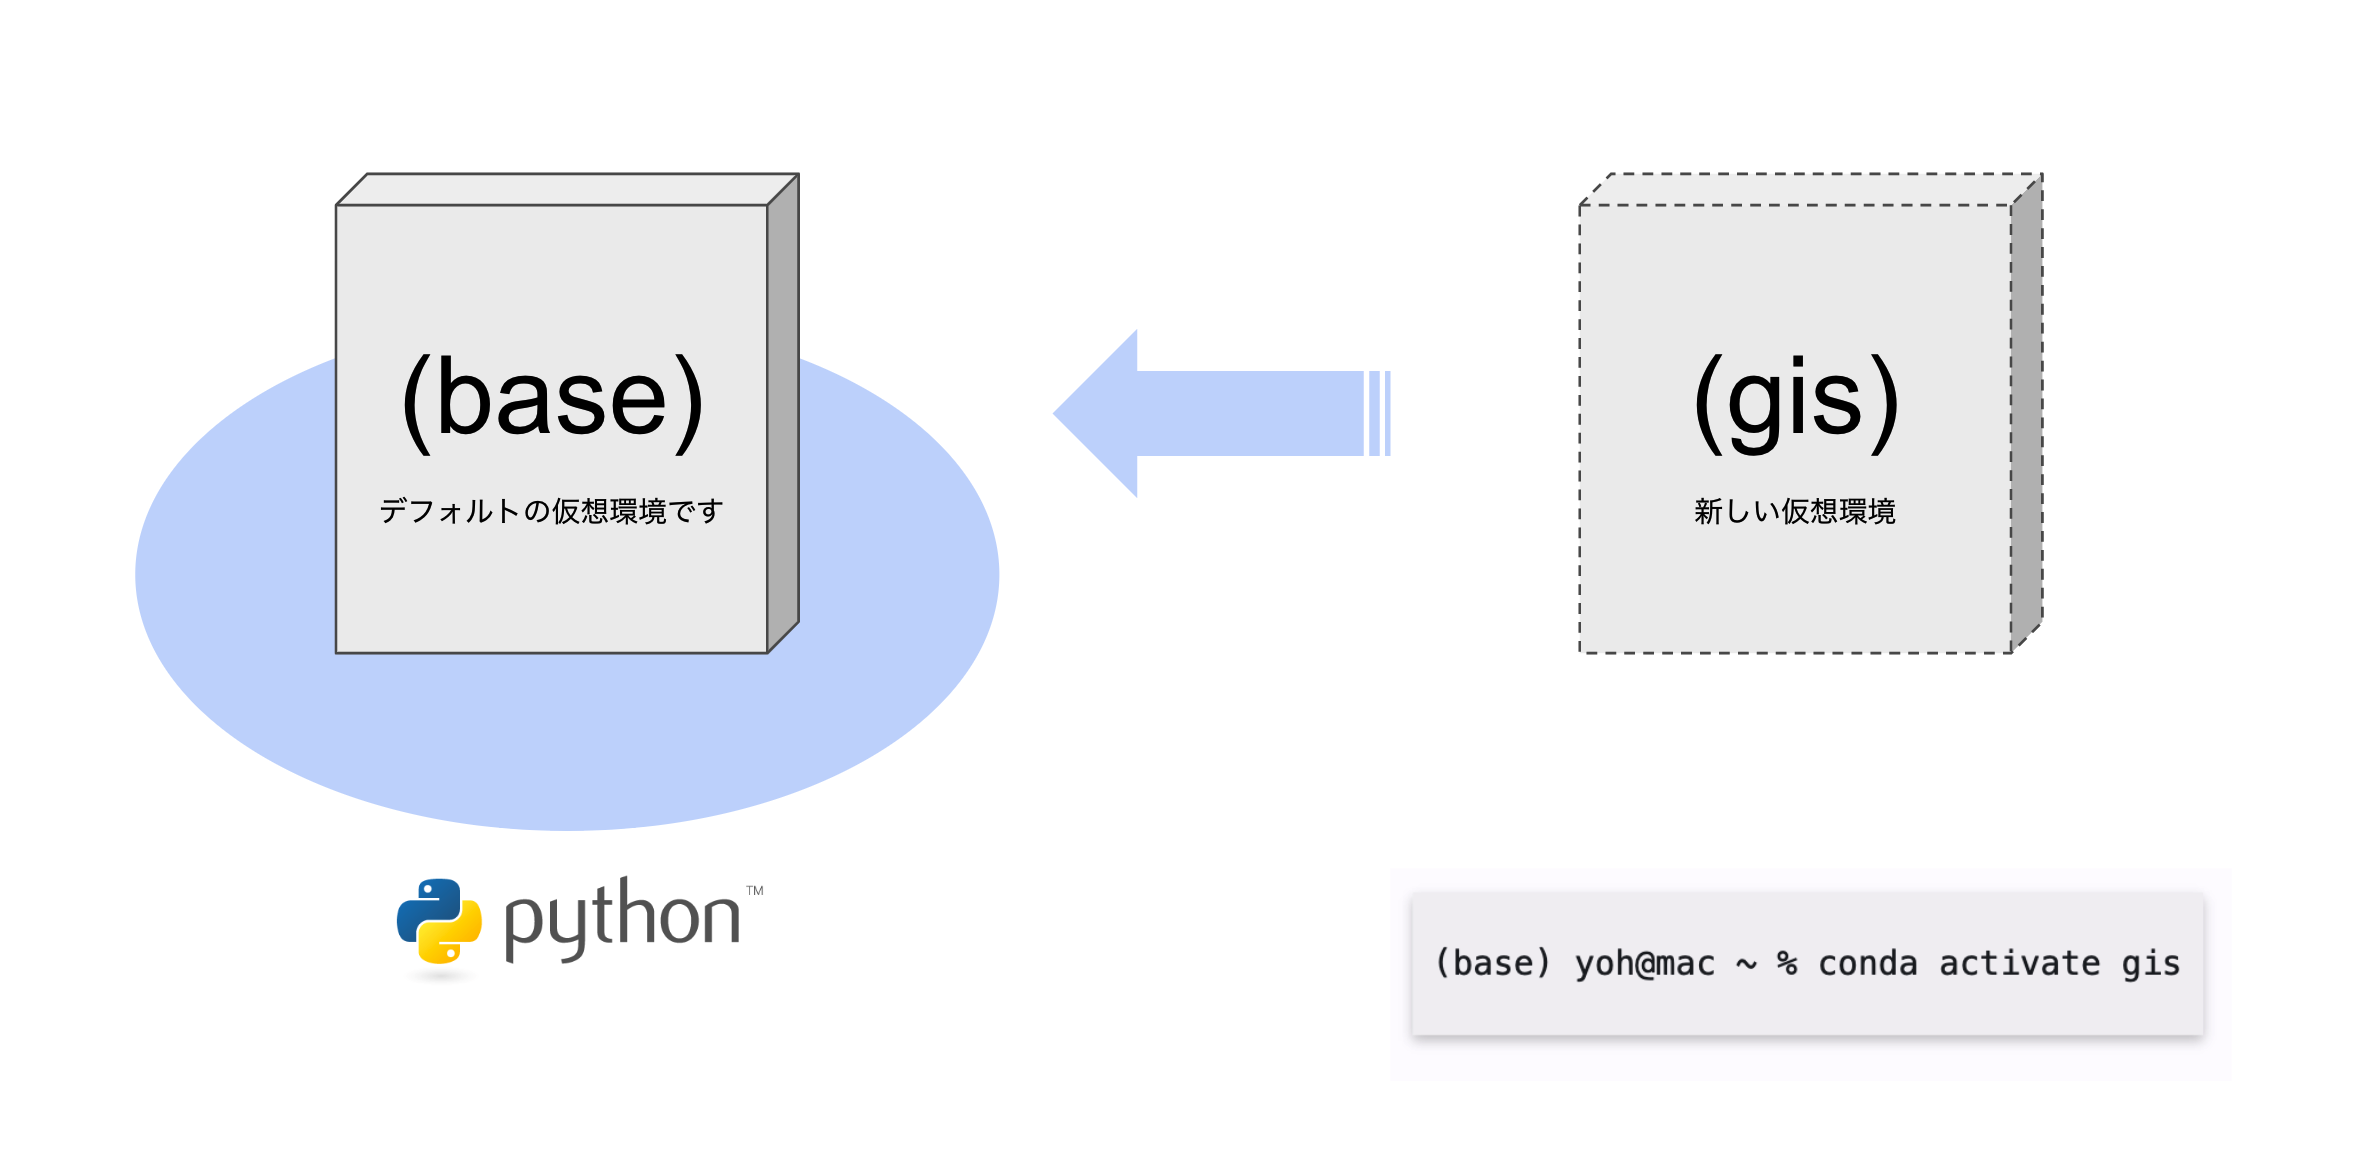 (base)
デフォルトの仮想環境です
(gis)
新しい仮想環境
python™
(base) yoh@mac ~ % conda activate gis